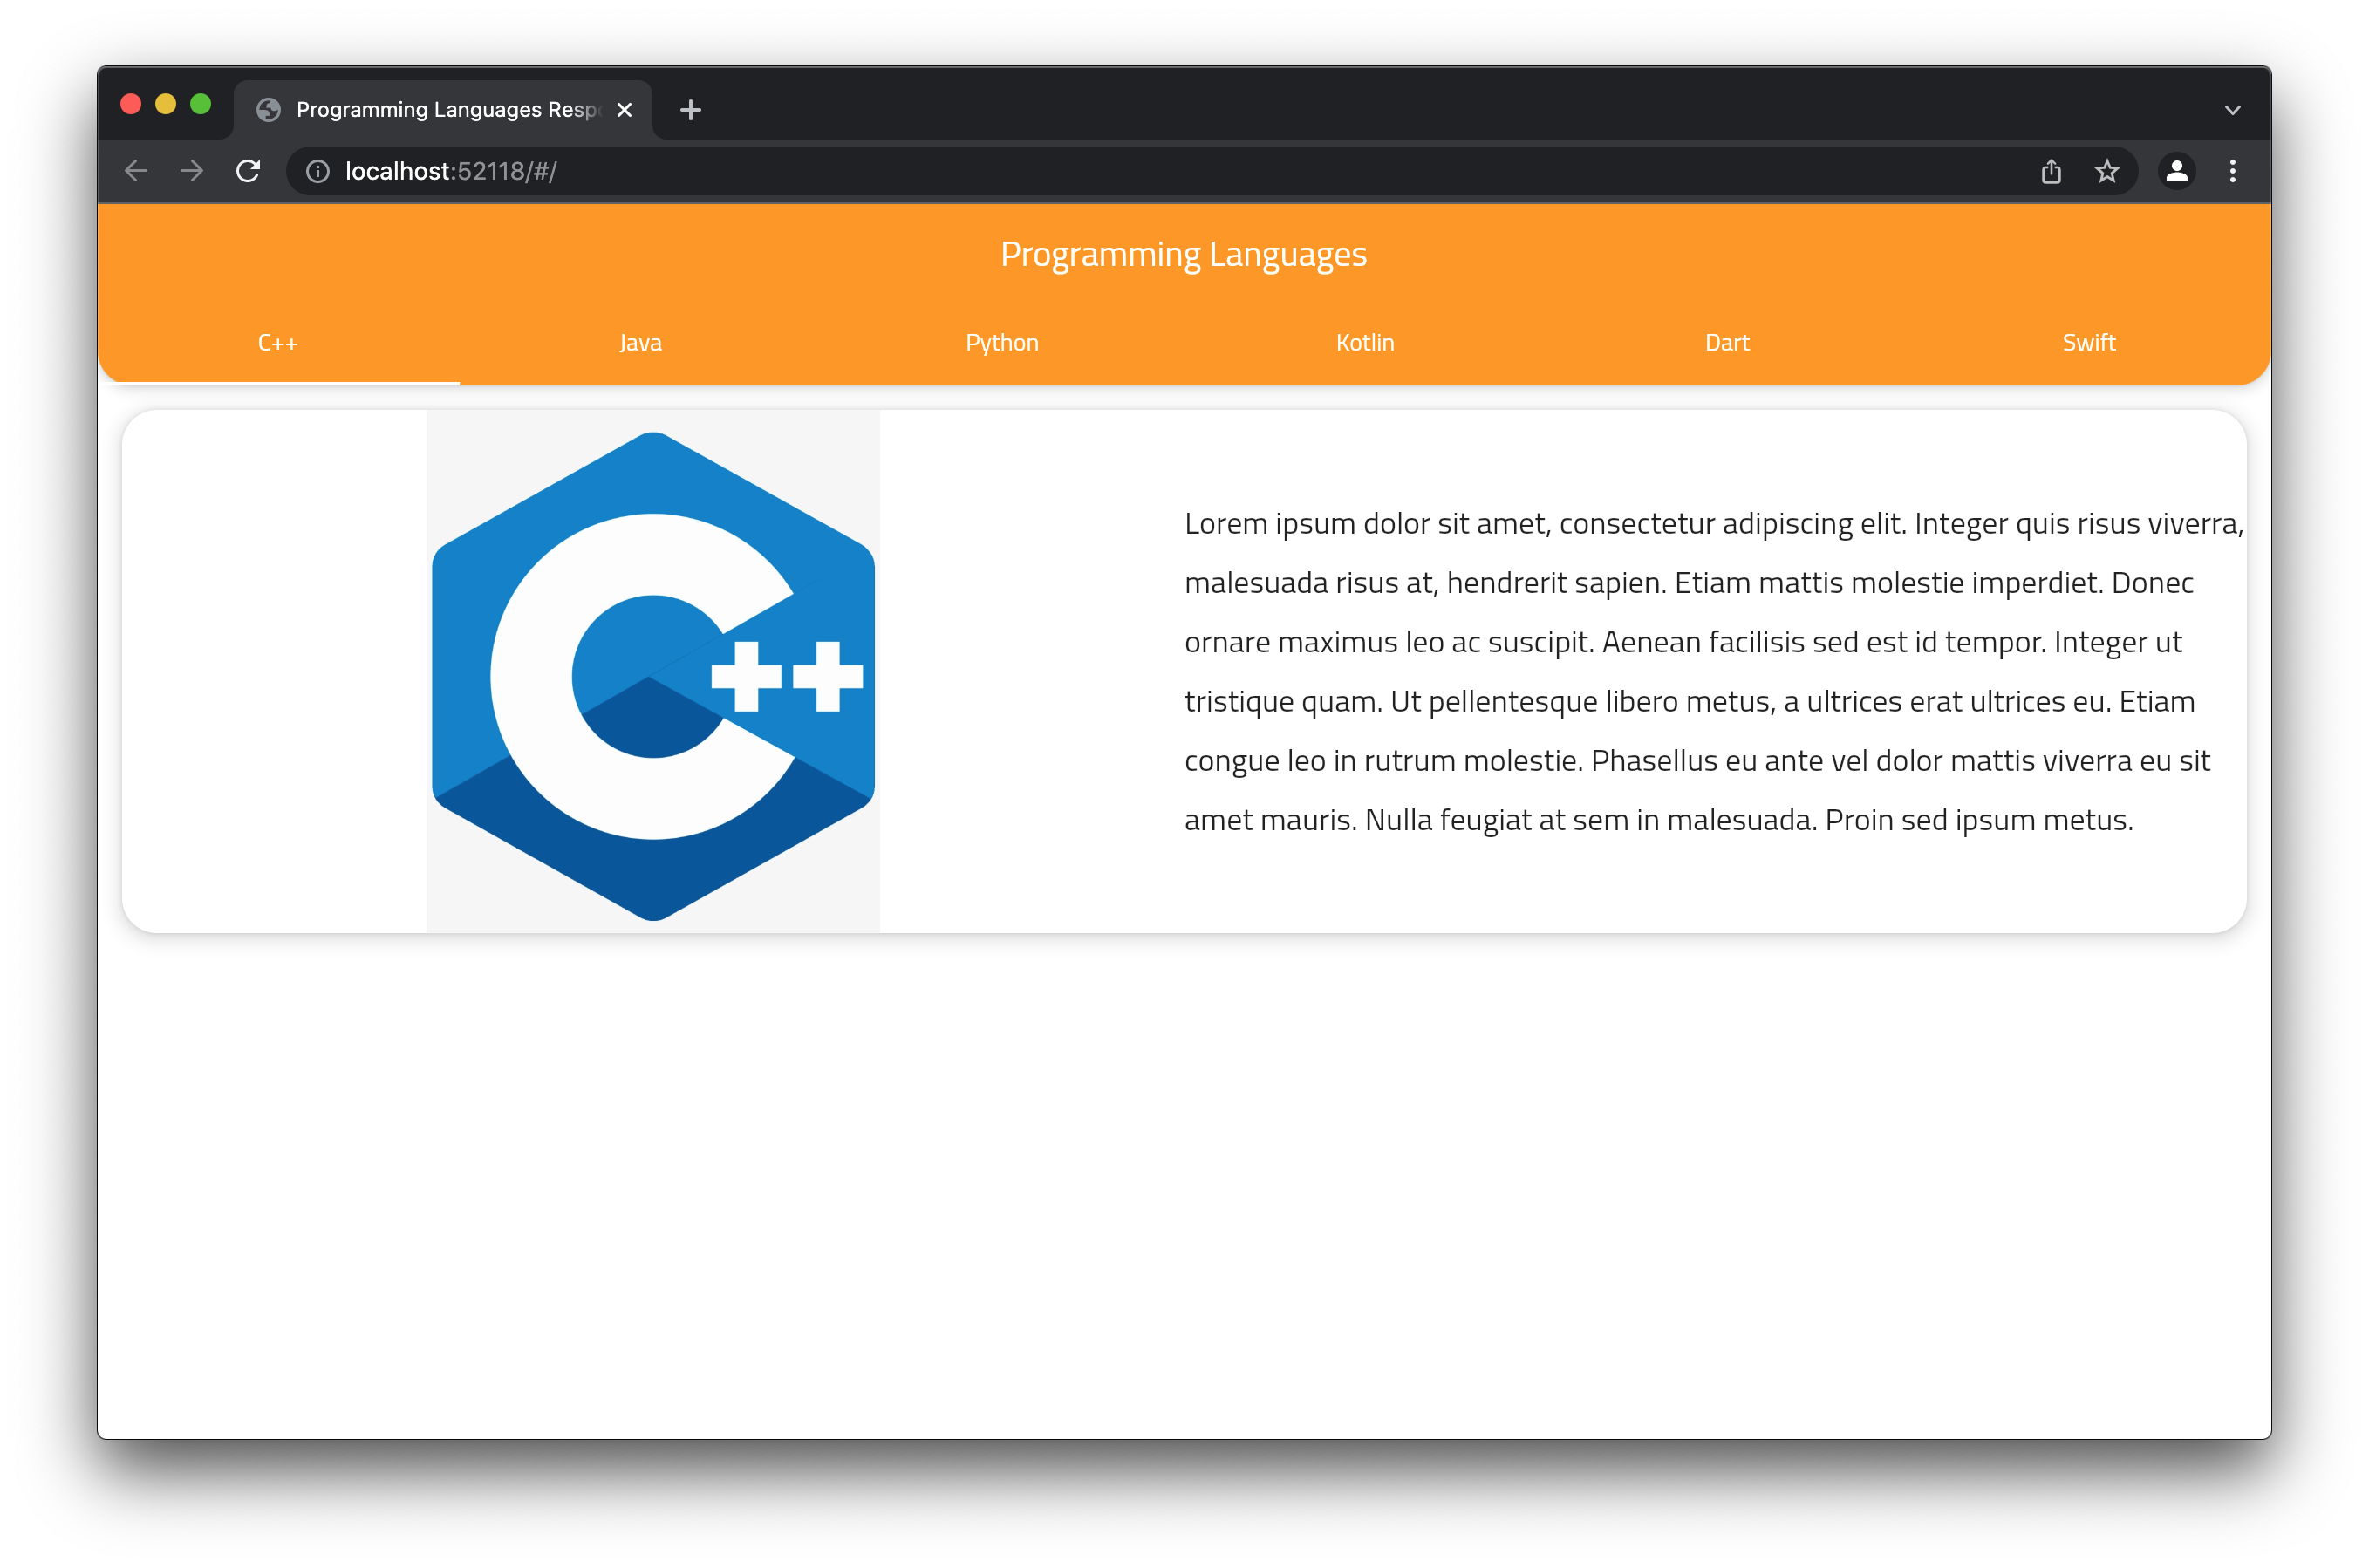 Programming Languages Resp
localhost:52118/#/
Programming Languages
C++ Java Python Kotlin Dart Swift
C++
Lorem ipsum dolor sit amet, consectetur adipiscing elit. Integer quis risus viverra,
malesuada risus at, hendrerit sapien. Etiam mattis molestie imperdiet. Donec
ornare maximus leo ac suscipit. Aenean facilisis sed est id tempor. Integer ut
tristique quam. Ut pellentesque libero metus, a ultrices erat ultrices eu. Etiam
congue leo in rutrum molestie. Phasellus eu ante vel dolor mattis viverra eu sit
amet mauris. Nulla feugiat at sem in malesuada. Proin sed ipsum metus.